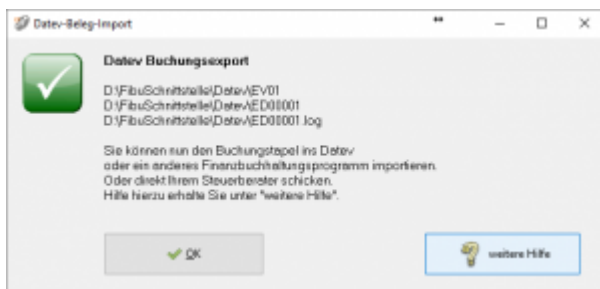 Datev-Beleg-Import
Datev Buchungsexport
D:\FibuSchnittstelle\Datev\EV01
D:\FibuSchnittstelle\Datev\ED00001
D:\FibuSchnittstelle\Datev\ED00001.log
Sie können nun den Buchungstapel ins Datev
oder ein anderes Finanzbuchhaltungsprogramm importieren.
Oder direkt Ihrem Steuerberater schicken.
Hilfe hierzu erhalte Sie unter "weitere Hilfe".
OK
weitere Hilfe